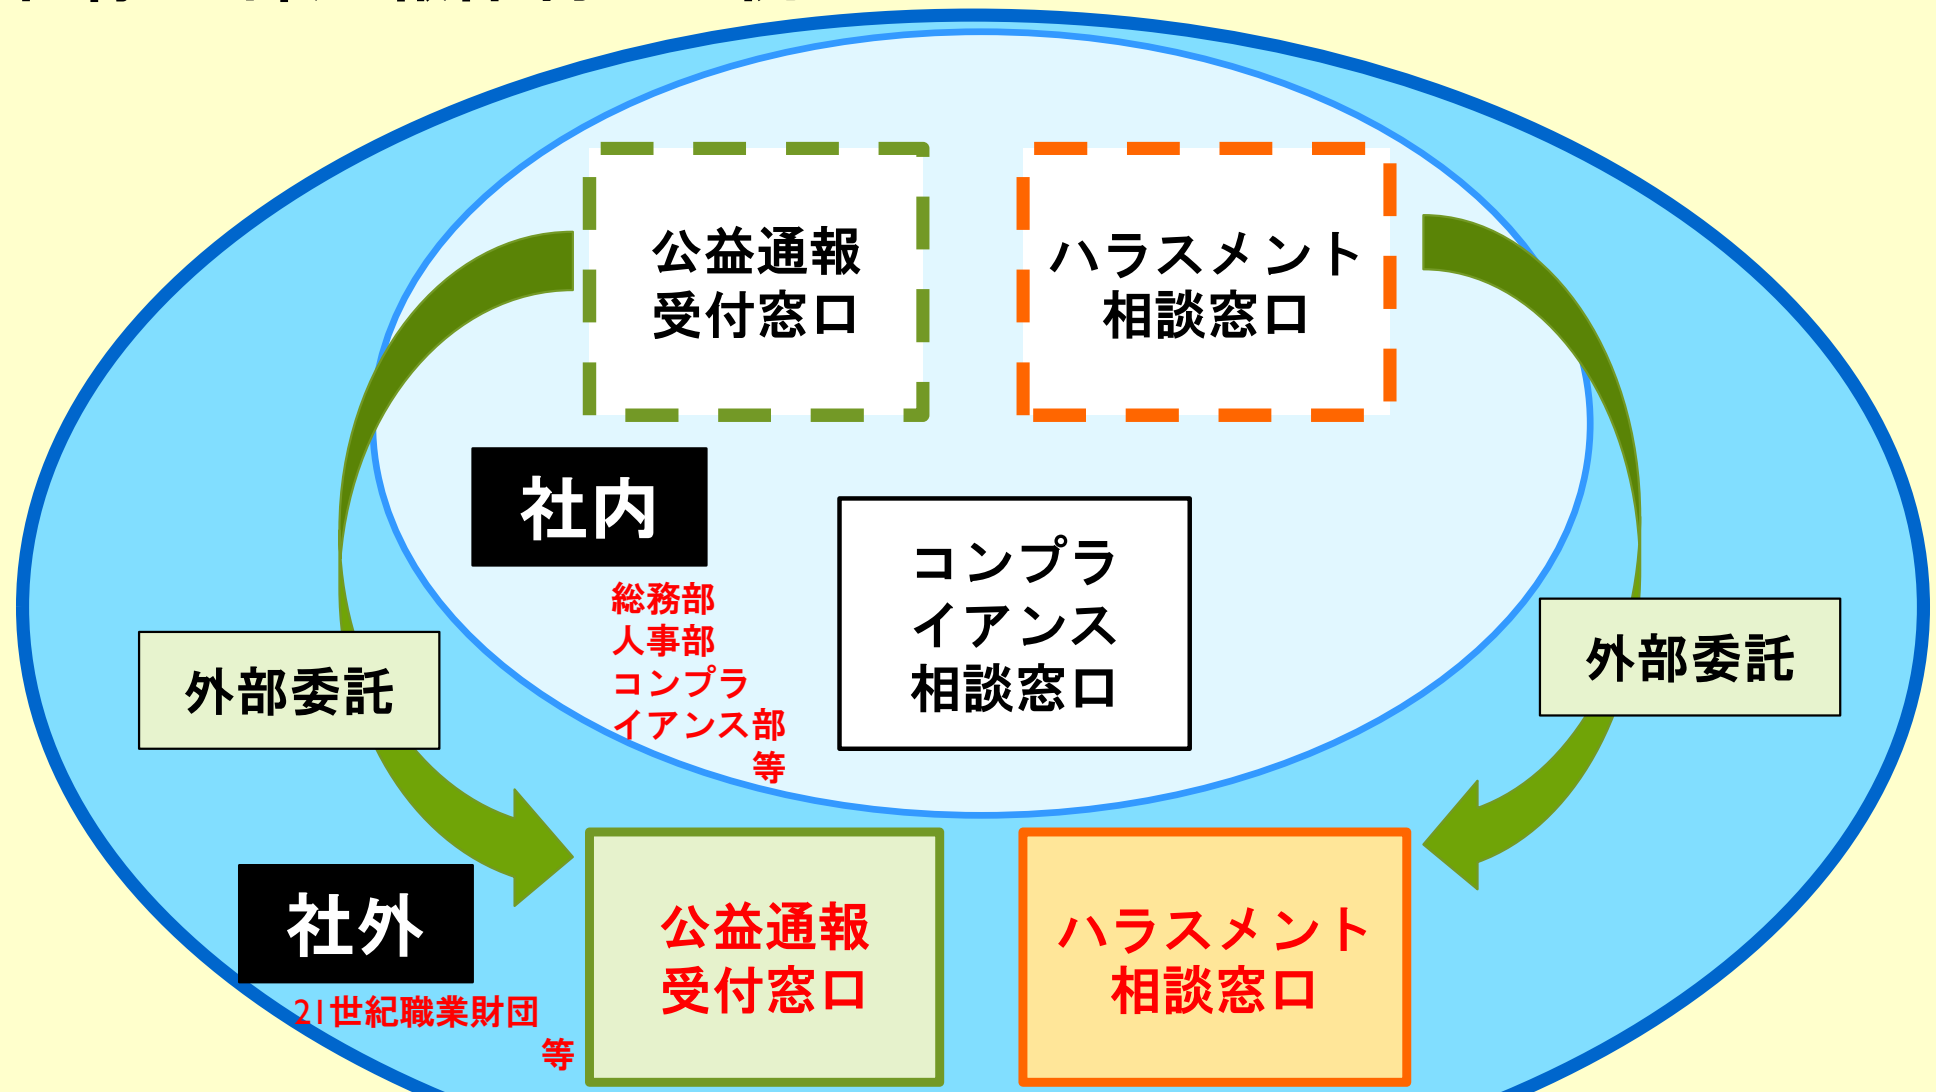 公益通報
受付窓口
ハラスメント
相談窓口
社内
総務部
人事部
コンプラ
イアンス部
等
コンプラ
イアンス
相談窓口
外部委託
外部委託
社外
21世紀職業財団
等
公益通報
受付窓口
ハラスメント
相談窓口